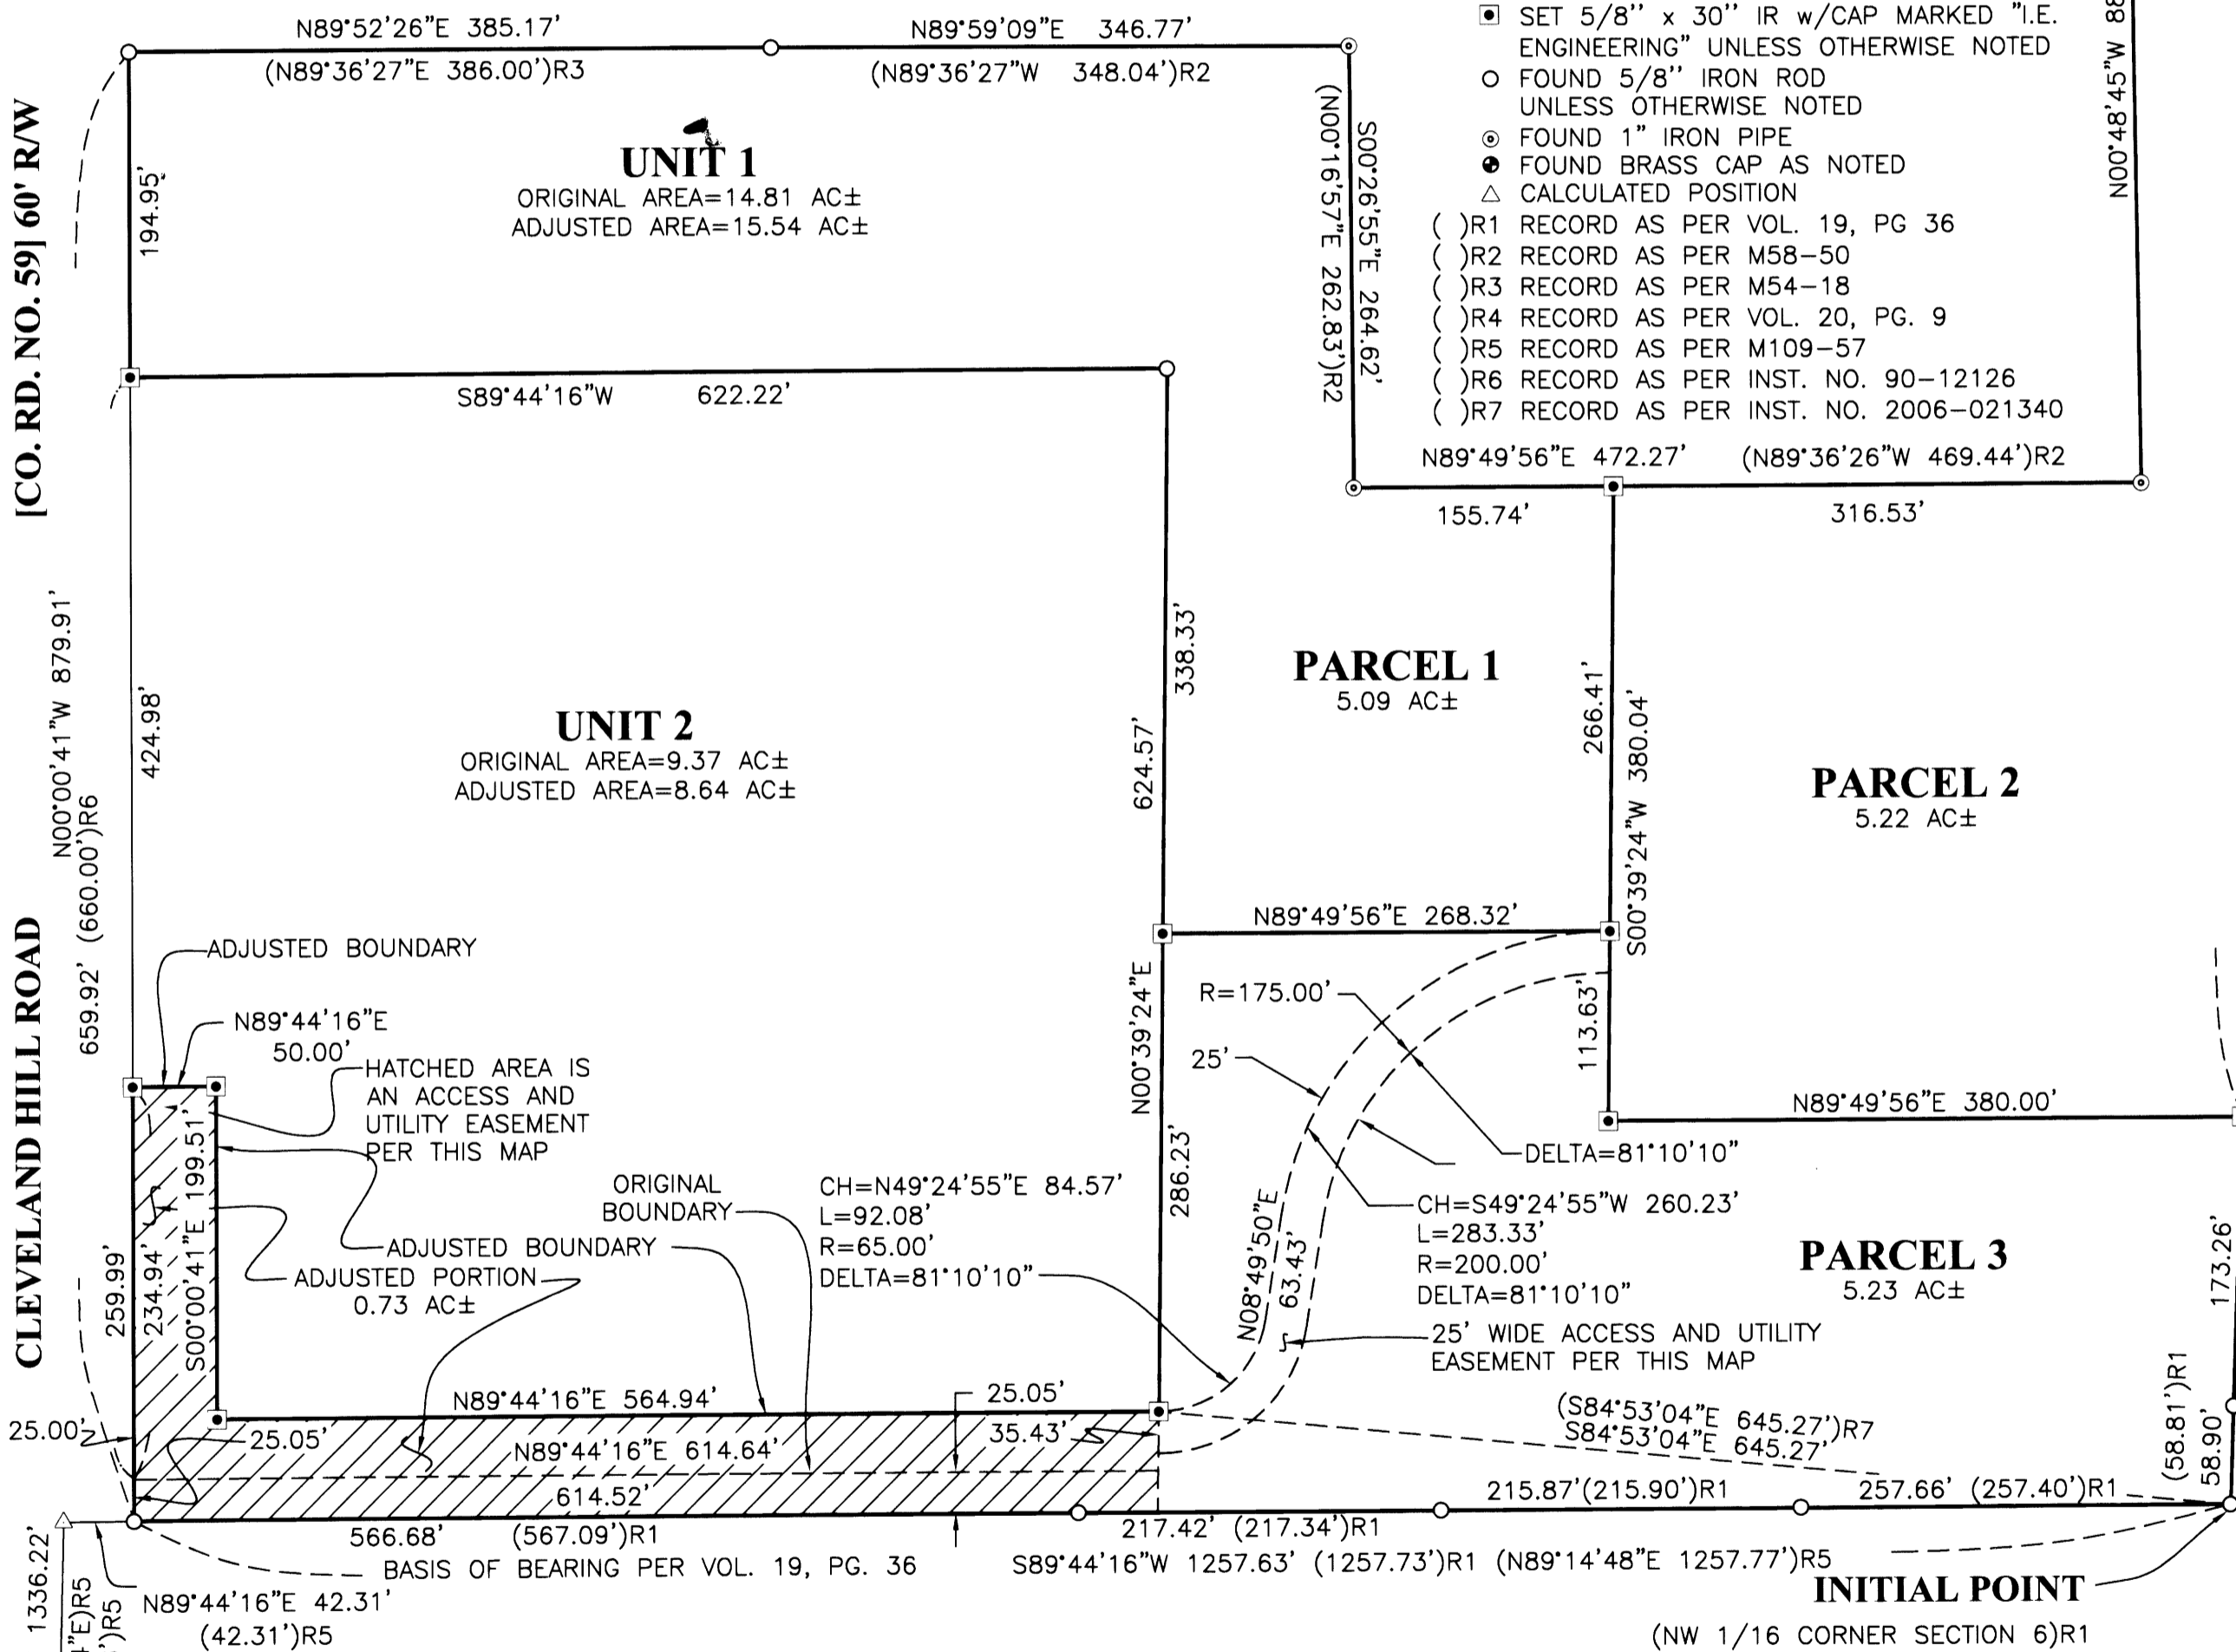 N89°52'26"E 385.17'
(N89°36'27"E 386.00')R3
N89°59'09"E 346.77'
(N89°36'27"W 348.04')R2
SET 5/8'' x 30'' IR w/CAP MARKED "I.E.
ENGINEERING" UNLESS OTHERWISE NOTED
FOUND 5/8'' IRON ROD
UNLESS OTHERWISE NOTED
FOUND 1" IRON PIPE
FOUND BRASS CAP AS NOTED
CALCULATED POSITION
( )R1 RECORD AS PER VOL. 19, PG 36
( )R2 RECORD AS PER M58-50
( )R3 RECORD AS PER M54-18
( )R4 RECORD AS PER VOL. 20, PG. 9
( )R5 RECORD AS PER M109-57
( )R6 RECORD AS PER INST. NO. 90-12126
( )R7 RECORD AS PER INST. NO. 2006-021340
N00°48'45"W 88
[CO. RD. NO. 59] 60' R/W
194.95'
UNIT 1
ORIGINAL AREA=14.81 AC±
ADJUSTED AREA=15.54 AC±
(N00°16'57"E 262.83')R2
S00°26'55"E 264.62'
S89°44'16"W 622.22'
N89°49'56"E 472.27' (N89°36'26"W 469.44')R2
155.74'
316.53'
N00°00'41"W 879.91'
659.92' (660.00')R6
424.98'
UNIT 2
ORIGINAL AREA=9.37 AC±
ADJUSTED AREA=8.64 AC±
338.33'
624.57'
PARCEL 1
5.09 AC±
266.41'
S00°39'24"W 380.04'
PARCEL 2
5.22 AC±
CLEVELAND HILL ROAD
ADJUSTED BOUNDARY
N89°44'16"E
50.00'
HATCHED AREA IS
AN ACCESS AND
UTILITY EASEMENT
PER THIS MAP
N89°49'56"E 268.32'
N00°39'24"E
286.23'
R=175.00'
25'
113.63'
N89°49'56"E 380.00'
DELTA=81°10'10"
259.99'
234.94'
S00°00'41"E 199.51'
ORIGINAL
BOUNDARY
ADJUSTED BOUNDARY
ADJUSTED PORTION
0.73 AC±
CH=N49°24'55"E 84.57'
L=92.08'
R=65.00'
DELTA=81°10'10"
N08°49'50"E
63.43'
CH=S49°24'55"W 260.23'
L=283.33'
R=200.00'
DELTA=81°10'10"
PARCEL 3
5.23 AC±
173.26'
25' WIDE ACCESS AND UTILITY
EASEMENT PER THIS MAP
N89°44'16"E 564.94'
25.05'
35.43'
25.00'
25.05'
N89°44'16"E 614.64'
614.52'
(S84°53'04"E 645.27')R7
S84°53'04"E 645.27'
(58.81')R1
58.90'
215.87'(215.90')R1
257.66' (257.40')R1
566.68' (567.09')R1
217.42' (217.34')R1
BASIS OF BEARING PER VOL. 19, PG. 36
S89°44'16"W 1257.63' (1257.73')R1 (N89°14'48"E 1257.77')R5
INITIAL POINT
(NW 1/16 CORNER SECTION 6)R1
N89°44'16"E 42.31'
(42.31')R5
1336.22'
"E)R5
')R5